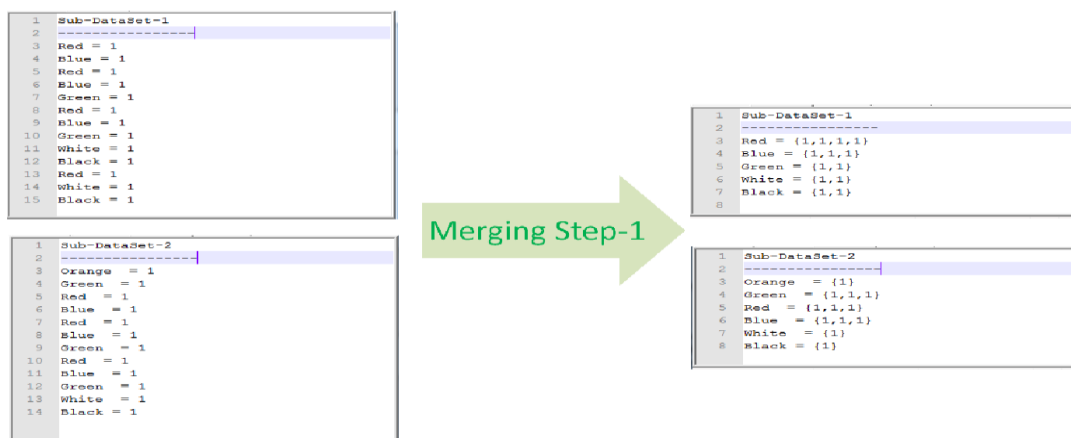 1 Sub-DataSet-1
2 ----------------
3 Red = 1
4 Blue = 1
5 Red = 1
6 Blue = 1
7 Green = 1
8 Red = 1
9 Blue = 1
10 Green = 1
11 White = 1
12 Black = 1
13 Red = 1
14 White = 1
15 Black = 1
1 Sub-DataSet-2
2 ----------------
3 Orange = 1
4 Green = 1
5 Red = 1
6 Blue = 1
7 Red = 1
8 Blue = 1
9 Green = 1
10 Red = 1
11 Blue = 1
12 Green = 1
13 White = 1
14 Black = 1
Merging Step-1
1 Sub-DataSet-1
2 ----------------
3 Red = {1,1,1,1}
4 Blue = {1,1,1}
5 Green = {1,1}
6 White = {1,1}
7 Black = {1,1}
8
1 Sub-DataSet-2
2 ----------------
3 Orange = {1}
4 Green = {1,1,1}
5 Red = {1,1,1}
6 Blue = {1,1,1}
7 White = {1}
8 Black = {1}